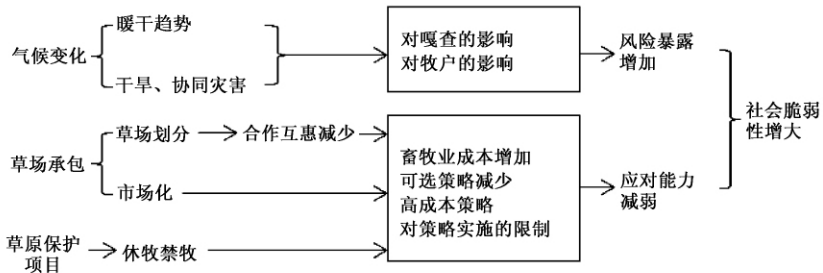 暖干趋势
气候变化
干旱、协同灾害
对嘎查的影响
对牧户的影响
风险暴露
增加
社会脆弱
性增大
草场划分
合作互惠减少
草场承包
市场化
畜牧业成本增加
可选策略减少
高成本策略
对策略实施的限制
应对能力
减弱
草原保护
项目
休牧禁牧